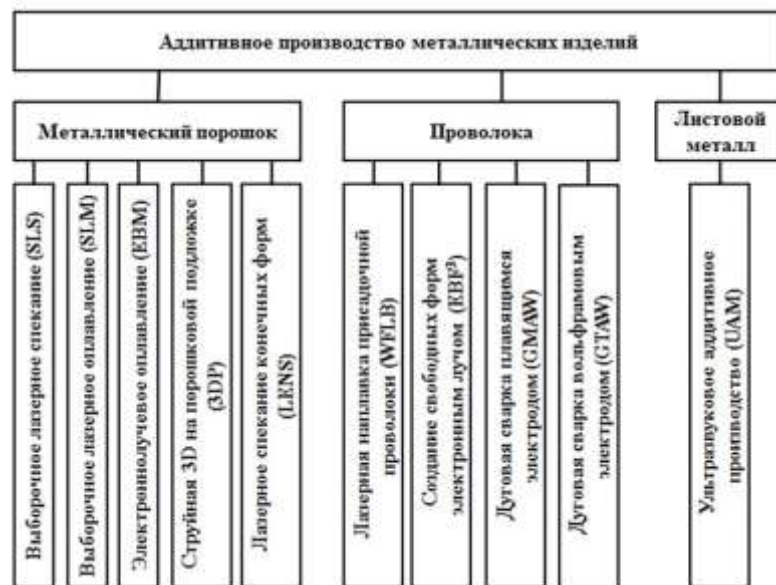 Аддитивное производство металлических изделий
Металлический порошок
Проволока
Листовой
металл
Выборочное лазерное спекание (SLS)
Выборочное лазерное оплавление (SLM)
Электроннолучевое оплавление (EBM)
Струйная 3D на порошковой подложке
(3DP)
Лазерное спекание конечных форм
(LENS)
Лазерная наплавка присадочной
проволоки (WFLB)
Создание свободных форм
электронным лучом (EBF³)
Дуговая сварка плавящимся
электродом (GMAW)
Дуговая сварка вольфрамовым
электродом (GTAW)
Ультразвуковое аддитивное
производство (UAM)